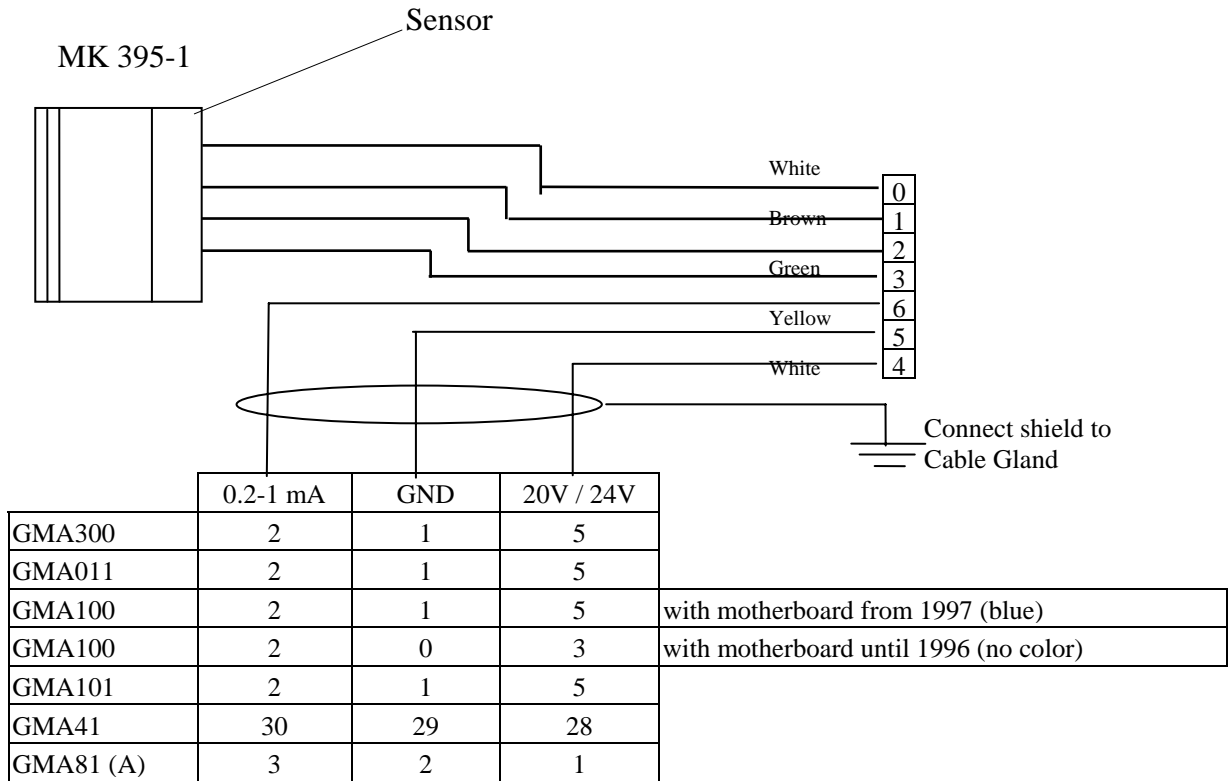 Sensor
MK 395-1
White
0
Brown
1
2
Green
3
6
Yellow
5
White
4
Connect shield to
Cable Gland
0.2-1 mA GND 20V / 24V
GMA300 2 1 5
GMA011 2 1 5
GMA100 2 1 5 with motherboard from 1997 (blue)
GMA100 2 0 3 with motherboard until 1996 (no color)
GMA101 2 1 5
GMA41 30 29 28
GMA81 (A) 3 2 1